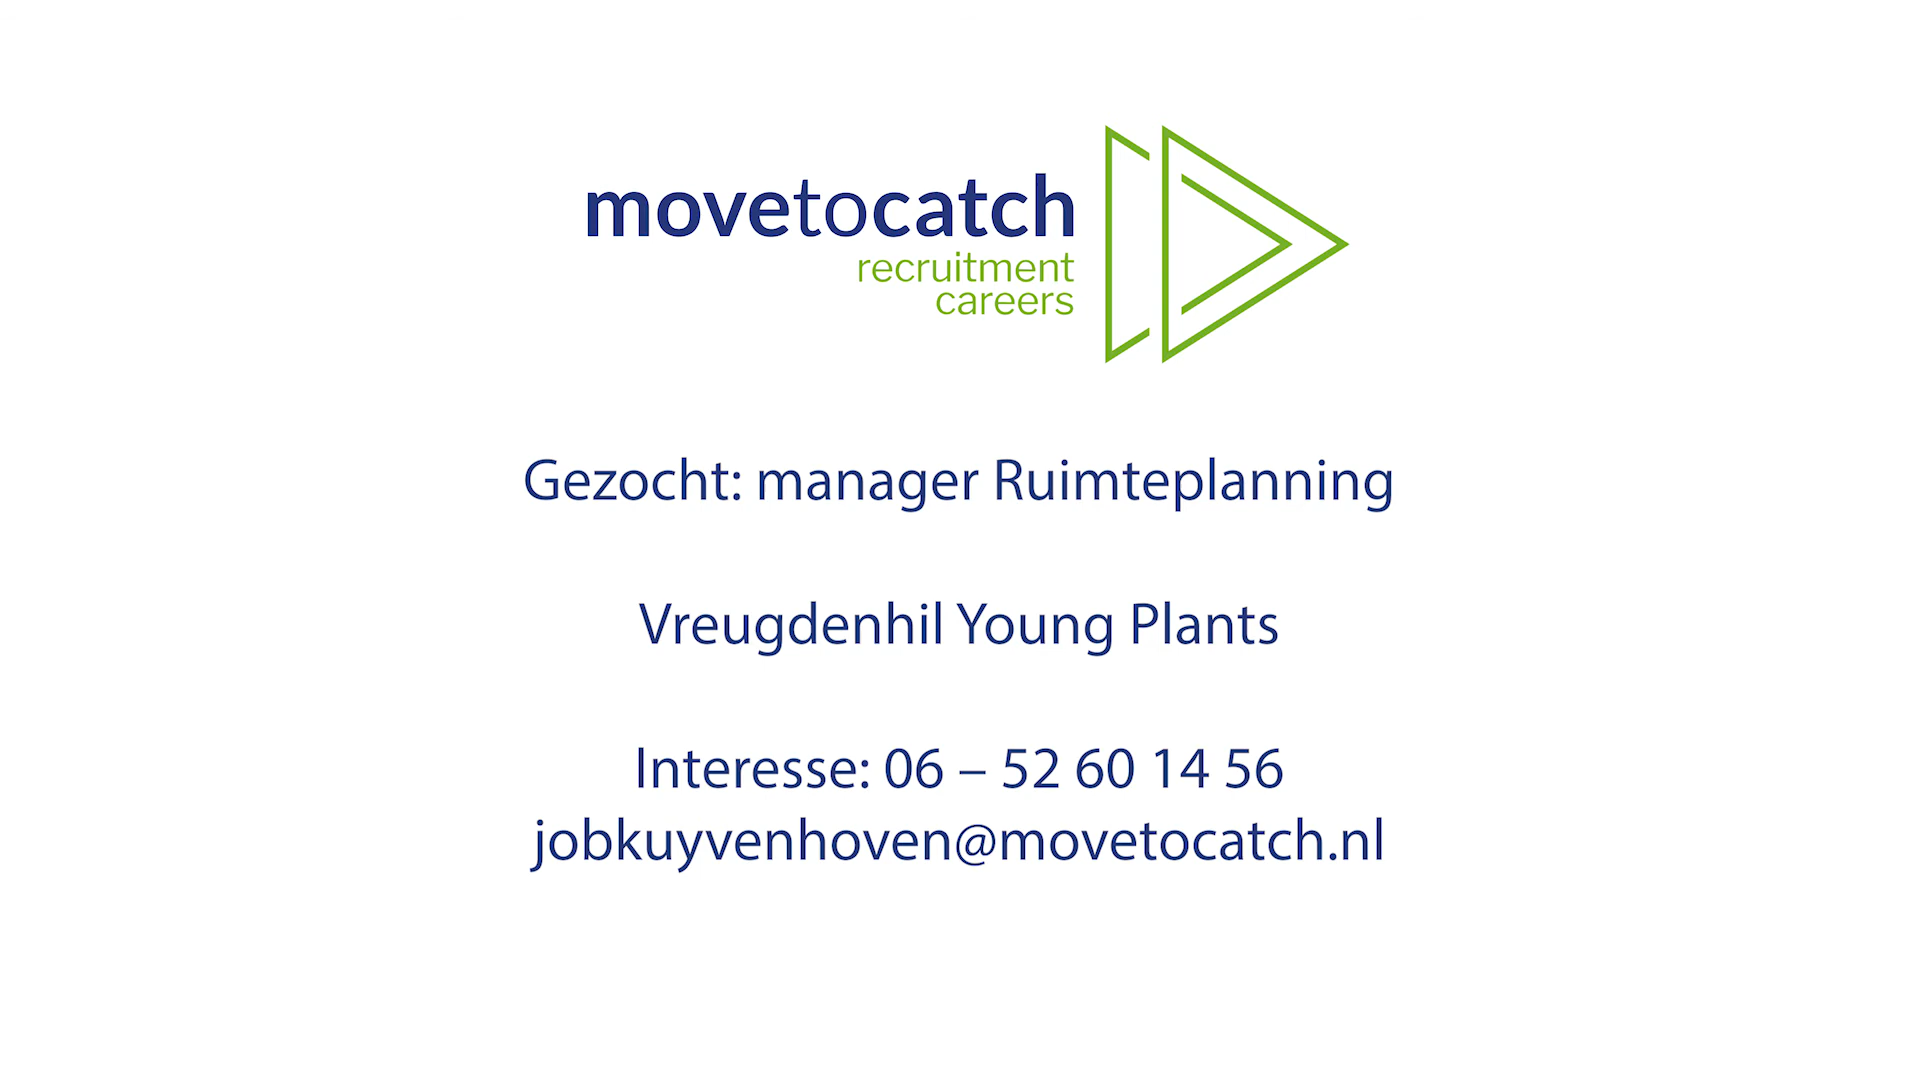 movetocatch
recruitment
careers
Gezocht: manager Ruimteplanning
Vreugdenhil Young Plants
Interesse: 06 – 52 60 14 56
jobkuyvenhoven@movetocatch.nl